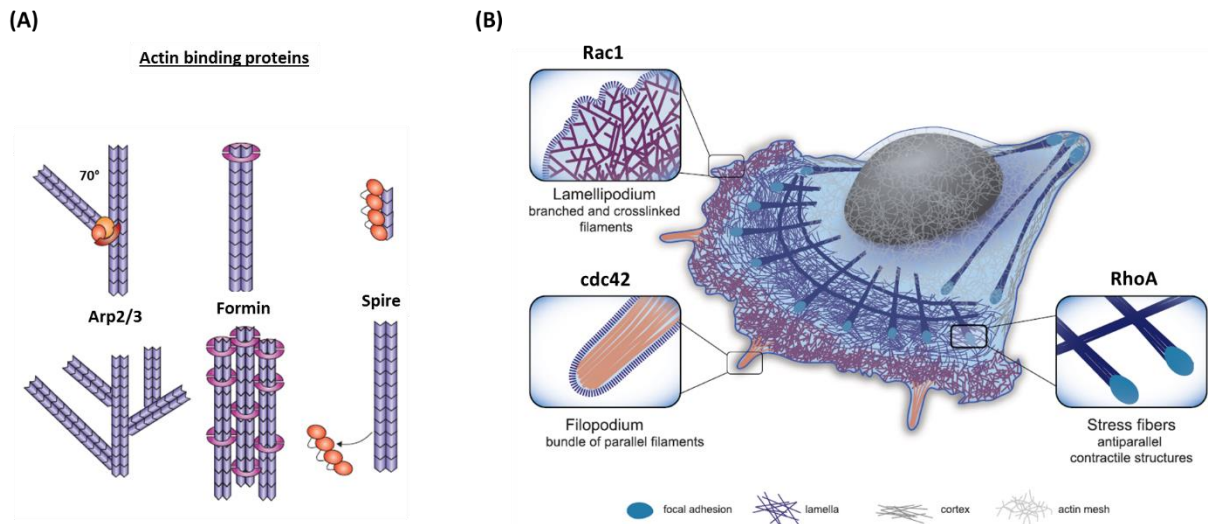 (A)
Actin binding proteins
70°
Arp2/3
Formin
Spire
(B)
Rac1
Lamellipodium
branched and crosslinked
filaments
cdc42
Filopodium
bundle of parallel filaments
RhoA
Stress fibers
antiparallel
contractile structures
focal adhesion
lamella
cortex
actin mesh